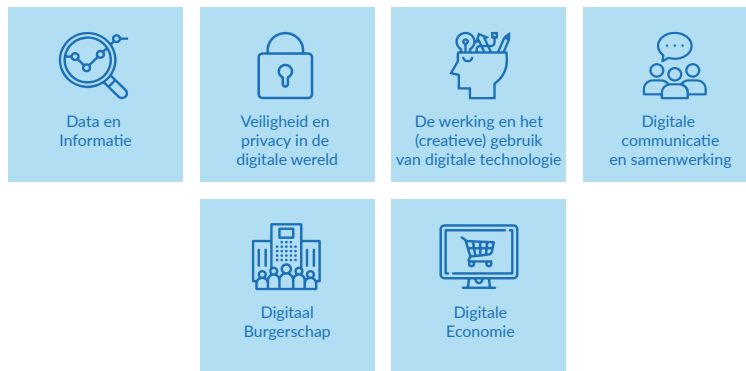 Data en
Informatie
Veiligheid en
privacy in de
digitale wereld
De werking en het
(creatieve) gebruik
van digitale technologie
Digitale
communicatie
en samenwerking
Digitaal
Burgerschap
Digitale
Economie